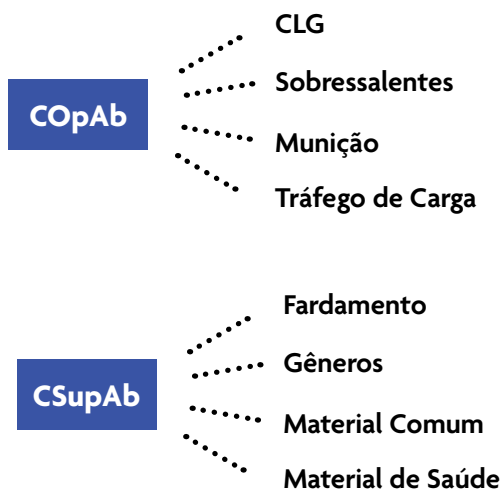 COpAb
CLG
Sobressalentes
Munição
Tráfego de Carga
CSupAb
Fardamento
Gêneros
Material Comum
Material de Saúde